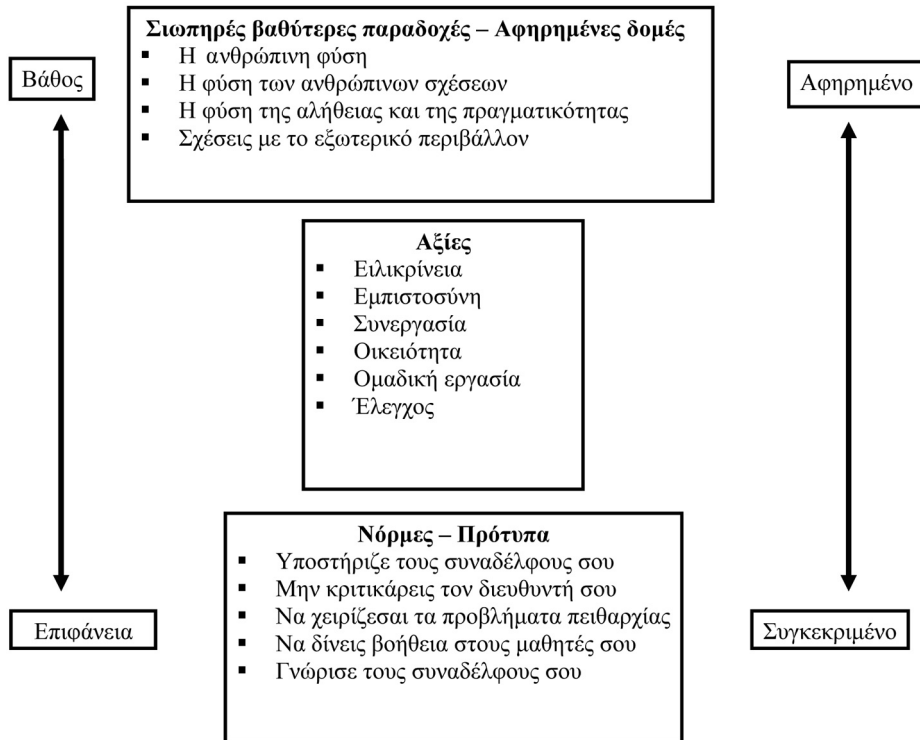 Σιωπηρές βαθύτερες παραδοχές – Αφηρημένες δομές
▪ Η ανθρώπινη φύση
▪ Η φύση των ανθρώπινων σχέσεων
▪ Η φύση της αλήθειας και της πραγματικότητας
▪ Σχέσεις με το εξωτερικό περιβάλλον
Βάθος
Αφηρημένο
Αξίες
▪ Ειλικρίνεια
▪ Εμπιστοσύνη
▪ Συνεργασία
▪ Οικειότητα
▪ Ομαδική εργασία
▪ Έλεγχος
Νόρμες – Πρότυπα
▪ Υποστήριζε τους συναδέλφους σου
▪ Μην κριτικάρεις τον διευθυντή σου
▪ Να χειρίζεσαι τα προβλήματα πειθαρχίας
▪ Να δίνεις βοήθεια στους μαθητές σου
▪ Γνώρισε τους συναδέλφους σου
Επιφάνεια
Συγκεκριμένο